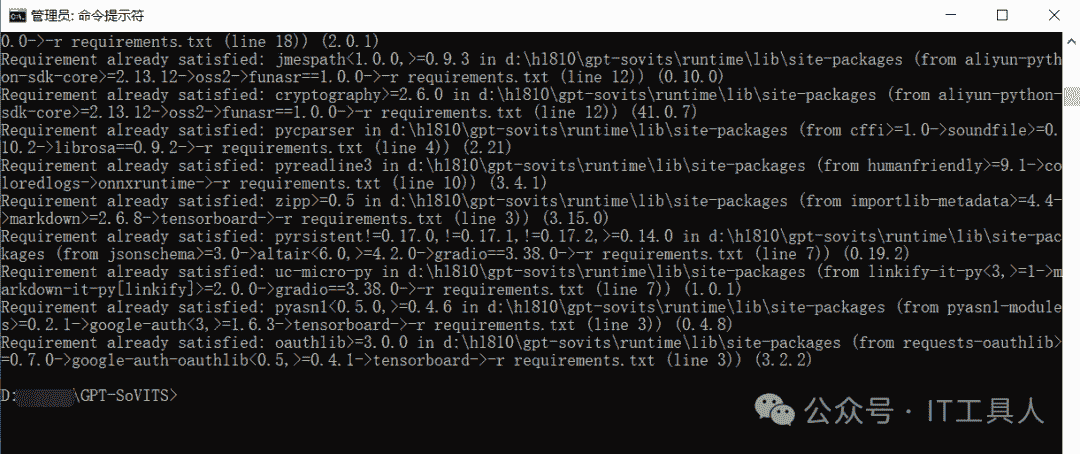 管理员: 命令提示符
0.0->-r requirements.txt (line 18)) (2.0.1)
Requirement already satisfied: jmespath<1.0.0,>=0.9.3 in d:\hl810\gpt-sovits\runtime\lib\site-packages (from aliyun-pyth
on-sdk-core>=2.13.12->oss2->funasr==1.0.0->-r requirements.txt (line 12)) (0.10.0)
Requirement already satisfied: cryptography>=2.6.0 in d:\hl810\gpt-sovits\runtime\lib\site-packages (from aliyun-python-
sdk-core>=2.13.12->oss2->funasr==1.0.0->-r requirements.txt (line 12)) (41.0.7)
Requirement already satisfied: pycparser in d:\hl810\gpt-sovits\runtime\lib\site-packages (from cffi>=1.0->soundfile>=0.
10.2->librosa==0.9.2->-r requirements.txt (line 4)) (2.21)
Requirement already satisfied: pyreadline3 in d:\hl810\gpt-sovits\runtime\lib\site-packages (from humanfriendly>=9.1->co
loredlogs->onnxruntime->-r requirements.txt (line 10)) (3.4.1)
Requirement already satisfied: zipp>=0.5 in d:\hl810\gpt-sovits\runtime\lib\site-packages (from importlib-metadata>=4.4-
>markdown>=2.6.8->tensorboard->-r requirements.txt (line 3)) (3.15.0)
Requirement already satisfied: pyrsistent!=0.17.0,!=0.17.1,!=0.17.2,>=0.14.0 in d:\hl810\gpt-sovits\runtime\lib\site-pac
kages (from jsonschema>=3.0->altair<6.0,>=4.2.0->gradio==3.38.0->-r requirements.txt (line 7)) (0.19.2)
Requirement already satisfied: uc-micro-py in d:\hl810\gpt-sovits\runtime\lib\site-packages (from linkify-it-py<3,>=1->m
arkdown-it-py[linkify]>=2.0.0->gradio==3.38.0->-r requirements.txt (line 7)) (1.0.1)
Requirement already satisfied: pyasn1<0.5.0,>=0.4.6 in d:\hl810\gpt-sovits\runtime\lib\site-packages (from pyasn1-module
s>=0.2.1->google-auth<3,>=1.6.3->tensorboard->-r requirements.txt (line 3)) (0.4.8)
Requirement already satisfied: oauthlib>=3.0.0 in d:\hl810\gpt-sovits\runtime\lib\site-packages (from requests-oauthlib>
=0.7.0->google-auth-oauthlib<0.5,>=0.4.1->tensorboard->-r requirements.txt (line 3)) (3.2.2)
D:\GPT-SoVITS>
公众号 · IT工具人